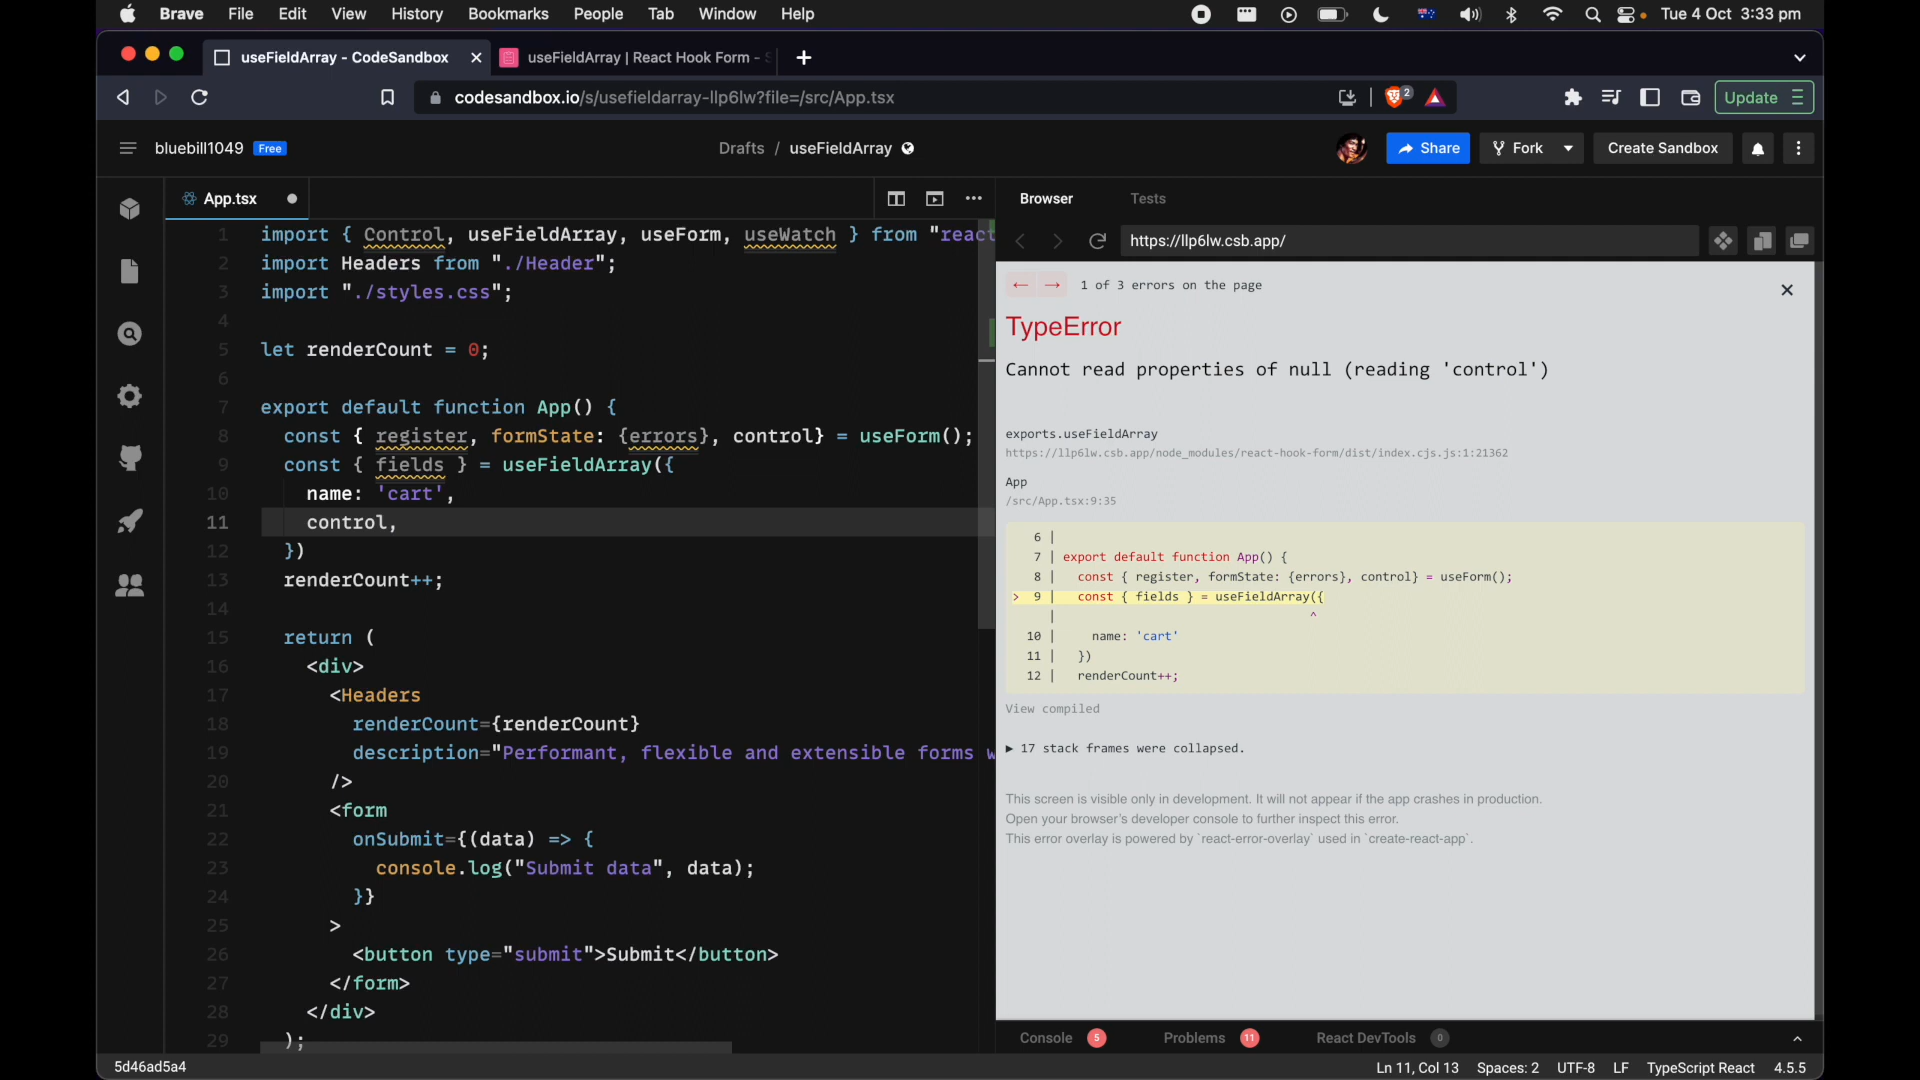 Brave File Edit View History Bookmarks People Tab Window Help Tue 4 Oct 3:33 pm
useFieldArray - CodeSandbox
useFieldArray | React Hook Form -
codesandbox.io/s/usefieldarray-llp6lw?file=/src/App.tsx
2
Update
bluebill1049 Free
Drafts / useFieldArray
Share
Fork
Create Sandbox
App.tsx
1 import { Control, useFieldArray, useForm, useWatch } from "react
2 import Headers from "./Header";
3 import "./styles.css";
4
5 let renderCount = 0;
6
7 export default function App() {
8 const { register, formState: {errors}, control} = useForm();
9 const { fields } = useFieldArray({
10 name: 'cart',
11 control,
12 })
13 renderCount++;
14
15 return (
16 <div>
17 <Headers
18 renderCount={renderCount}
19 description="Performant, flexible and extensible forms w
20 />
21 <form
22 onSubmit={(data) => {
23 console.log("Submit data", data);
24 }}
25 >
26 <button type="submit">Submit</button>
27 </form>
28 </div>
29 );
Browser
Tests
https://llp6lw.csb.app/
← → 1 of 3 errors on the page
TypeError
Cannot read properties of null (reading 'control')
exports.useFieldArray
https://llp6lw.csb.app/node_modules/react-hook-form/dist/index.cjs.js:1:21362
App
/src/App.tsx:9:35
6 |
7 | export default function App() {
8 | const { register, formState: {errors}, control} = useForm();
> 9 | const { fields } = useFieldArray({
| ^
10 | name: 'cart'
11 | })
12 | renderCount++;
View compiled
▶ 17 stack frames were collapsed.
This screen is visible only in development. It will not appear if the app crashes in production.
Open your browser's developer console to further inspect this error.
This error overlay is powered by `react-error-overlay` used in `create-react-app`.
Console 5
Problems 11
React DevTools 0
5d46ad5a4
Ln 11, Col 13 Spaces: 2 UTF-8 LF TypeScript React 4.5.5